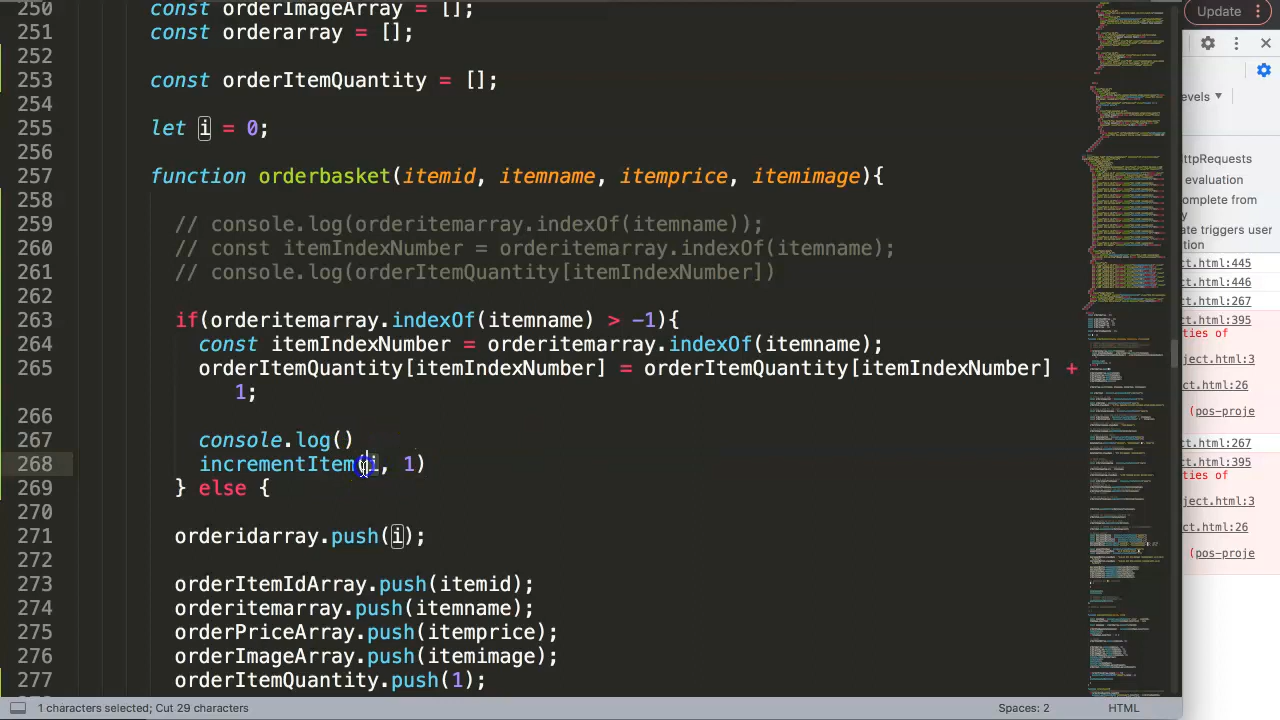 250 const orderImageArray = [];
251 const orderarray = [];
252
253 const orderItemQuantity = [];
254
255 let i = 0;
256
257 function orderbasket(itemid, itemname, itemprice, itemimage){
258
259 // console.log(orderitemarray.indexOf(itemname));
260 // const itemIndexNumber = orderitemarray.indexOf(itemname);
261 // console.log(orderItemQuantity[itemIndexNumber])
262
263 if(orderitemarray.indexOf(itemname) > -1){
264 const itemIndexNumber = orderitemarray.indexOf(itemname);
265 orderItemQuantity[itemIndexNumber] = orderItemQuantity[itemIndexNumber] +
1;
266
267 console.log()
268 incrementItem(i, 1)
269 } else {
270
271 orderidarray.push(i);
272
273 orderItemIdArray.push(itemid);
274 orderitemarray.push(itemname);
275 orderPriceArray.push(itemprice);
276 orderImageArray.push(itemimage);
277 orderItemQuantity.push(1);
1 characters selected; Cut 29 characters
Spaces: 2
HTML
Update
evels
ttpRequests
evaluation
omplete from
y
ate triggers user
tion
ct.html:445
ct.html:446
ct.html:267
ct.html:395
ties of
ject.html:3
ct.html:26
(pos-proje
ct.html:267
ct.html:395
ties of
ject.html:3
ct.html:26
(pos-proje